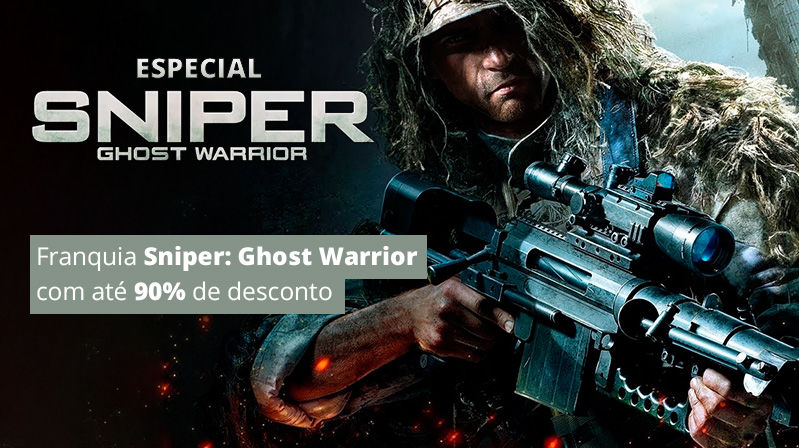 ESPECIAL
SNIPER
GHOST WARRIOR
Franquia Sniper: Ghost Warrior
com até 90% de desconto